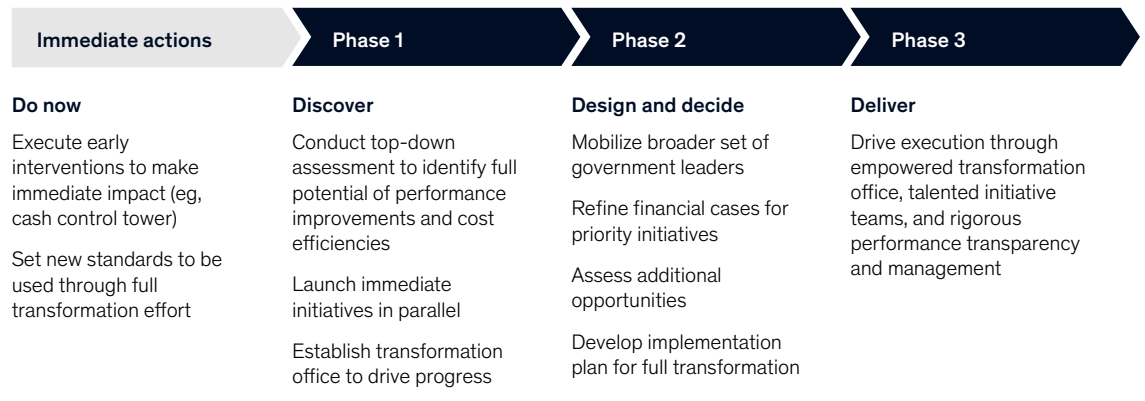 Immediate actions
Phase 1
Phase 2
Phase 3
Do now
Execute early
interventions to make
immediate impact (eg,
cash control tower)
Set new standards to be
used through full
transformation effort
Discover
Conduct top-down
assessment to identify full
potential of performance
improvements and cost
efficiencies
Launch immediate
initiatives in parallel
Establish transformation
office to drive progress
Design and decide
Mobilize broader set of
government leaders
Refine financial cases for
priority initiatives
Assess additional
opportunities
Develop implementation
plan for full transformation
Deliver
Drive execution through
empowered transformation
office, talented initiative
teams, and rigorous
performance transparency
and management